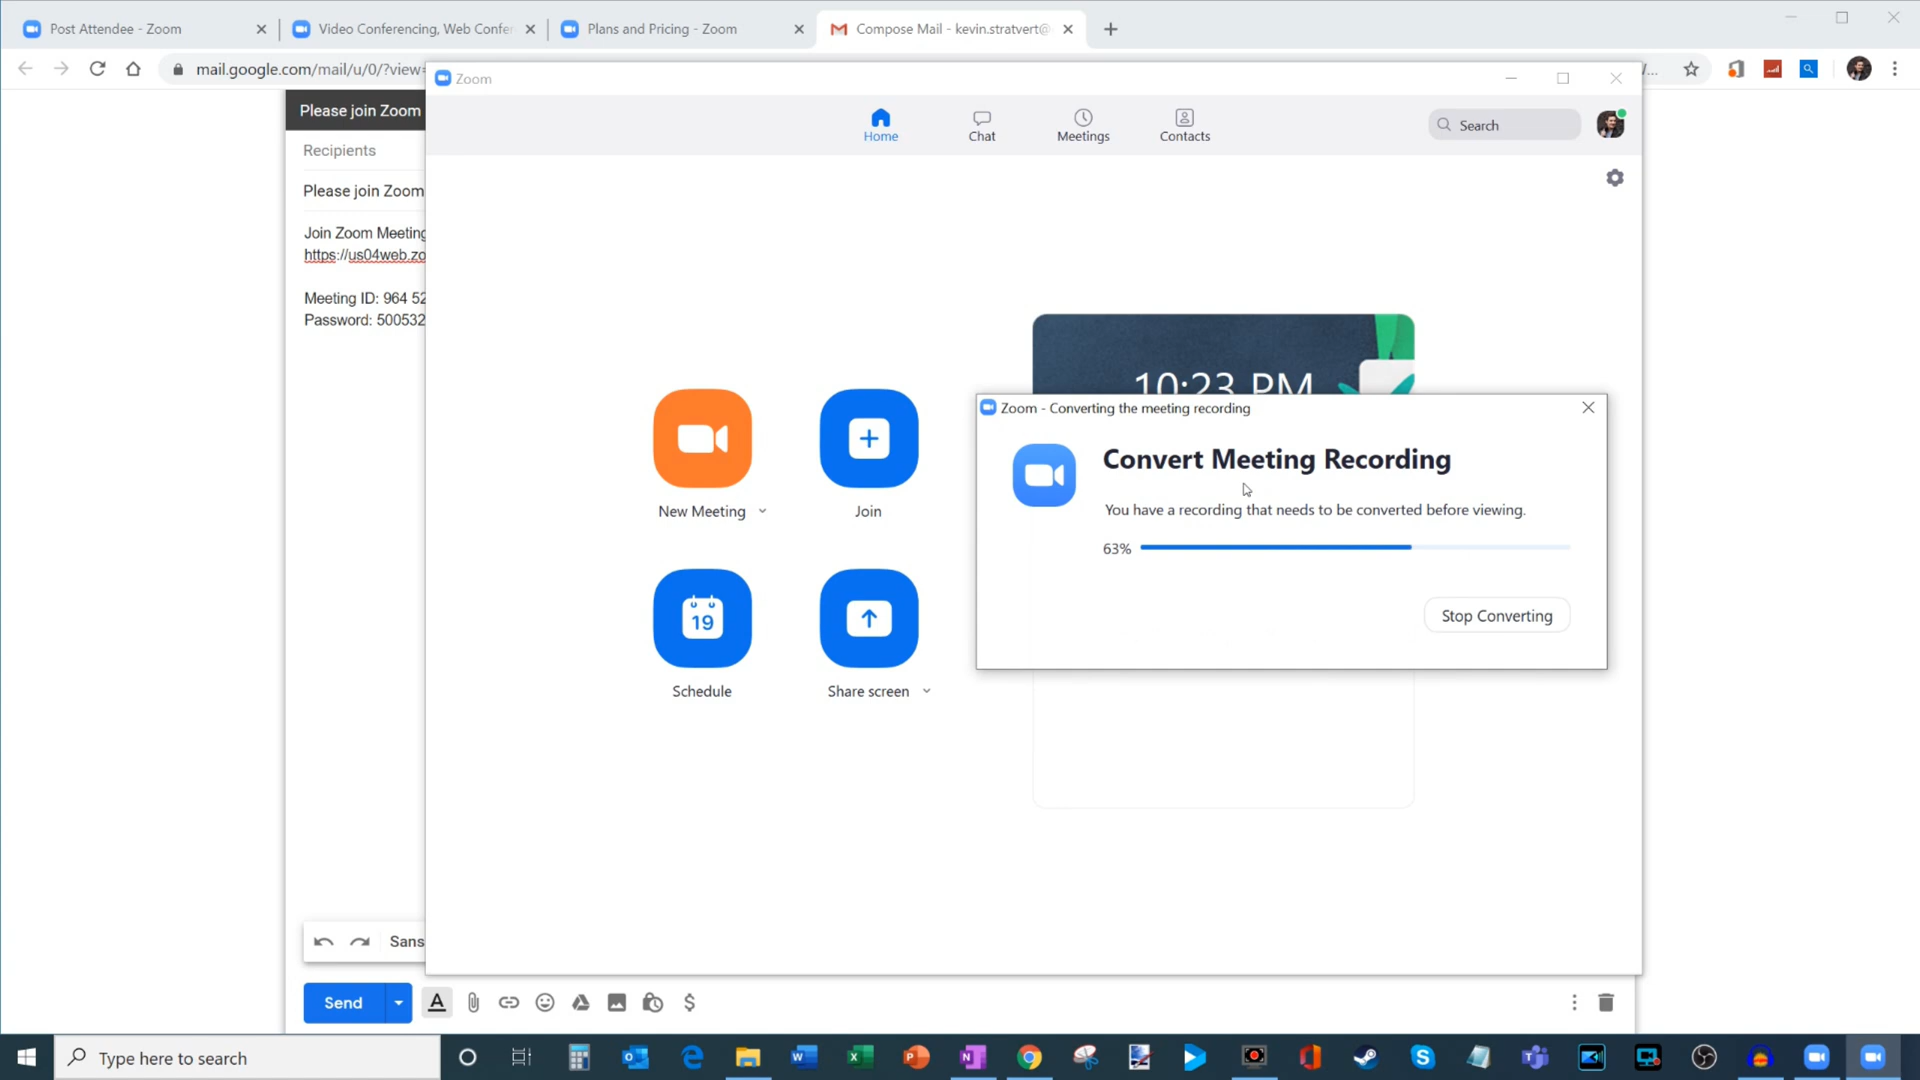 Post Attendee - Zoom
Video Conferencing, Web Confer
Plans and Pricing - Zoom
Compose Mail - kevin.stratvert@
mail.google.com/mail/u/0/?view=
Zoom
Please join Zoom
Home
Chat
Meetings
Contacts
Search
Recipients
Please join Zoom
Join Zoom Meeting
https://us04web.zo
Meeting ID: 964 52
Password: 500532
10:23 PM
Zoom - Converting the meeting recording
Convert Meeting Recording
You have a recording that needs to be converted before viewing.
63%
Stop Converting
New Meeting
Join
19
Schedule
Share screen
Sans
Send
Type here to search